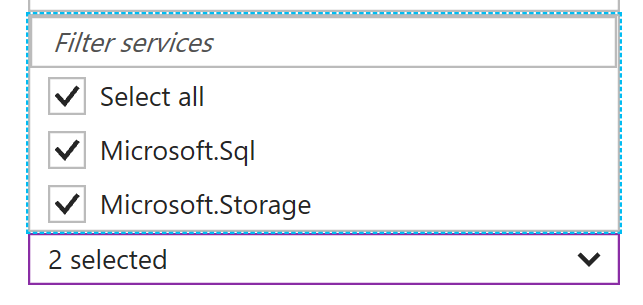 Filter services
Select all
Microsoft.Sql
Microsoft.Storage
2 selected